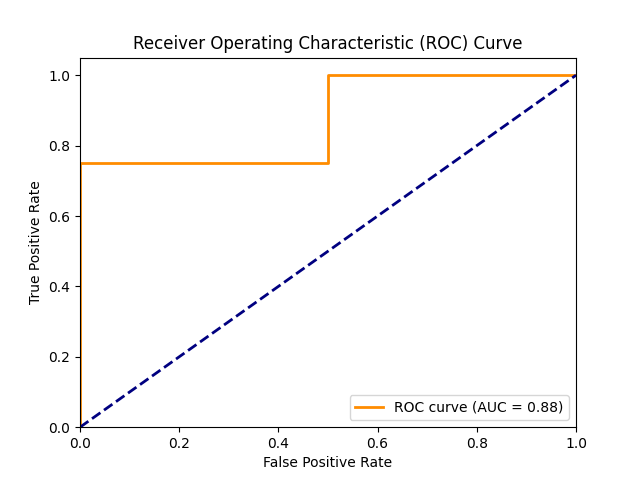 Receiver Operating Characteristic (ROC) Curve
1.0
0.8
0.6
0.4
0.2
0.0
True Positive Rate
ROC curve (AUC = 0.88)
0.0 0.2 0.4 0.6 0.8 1.0
False Positive Rate